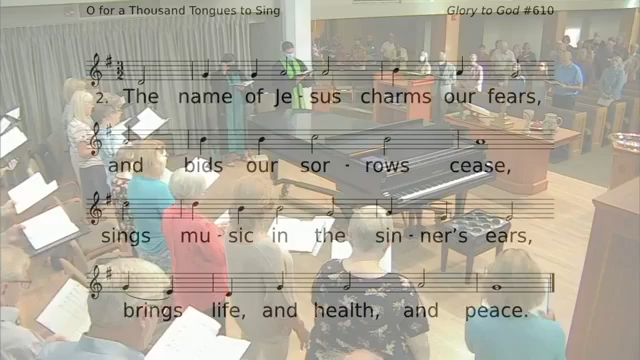 O for a Thousand Tongues to Sing
Glory to God #610
2. The name of Je - sus charms our fears,
and bids our sor - rows cease,
sings mu - sic in the sin - ner's ears,
brings life, and health, and peace.